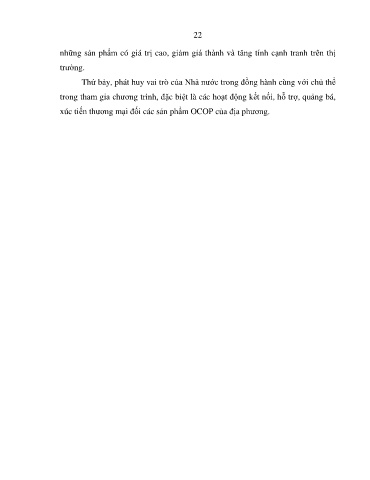 22
những sản phẩm có giá trị cao, giảm giá thành và tăng tính cạnh tranh trên thị
trường.
Thứ bảy, phát huy vai trò của Nhà nước trong đồng hành cùng với chủ thể
trong tham gia chương trình, đặc biệt là các hoạt động kết nối, hỗ trợ, quảng bá,
xúc tiến thương mại đối các sản phẩm OCOP của địa phương.